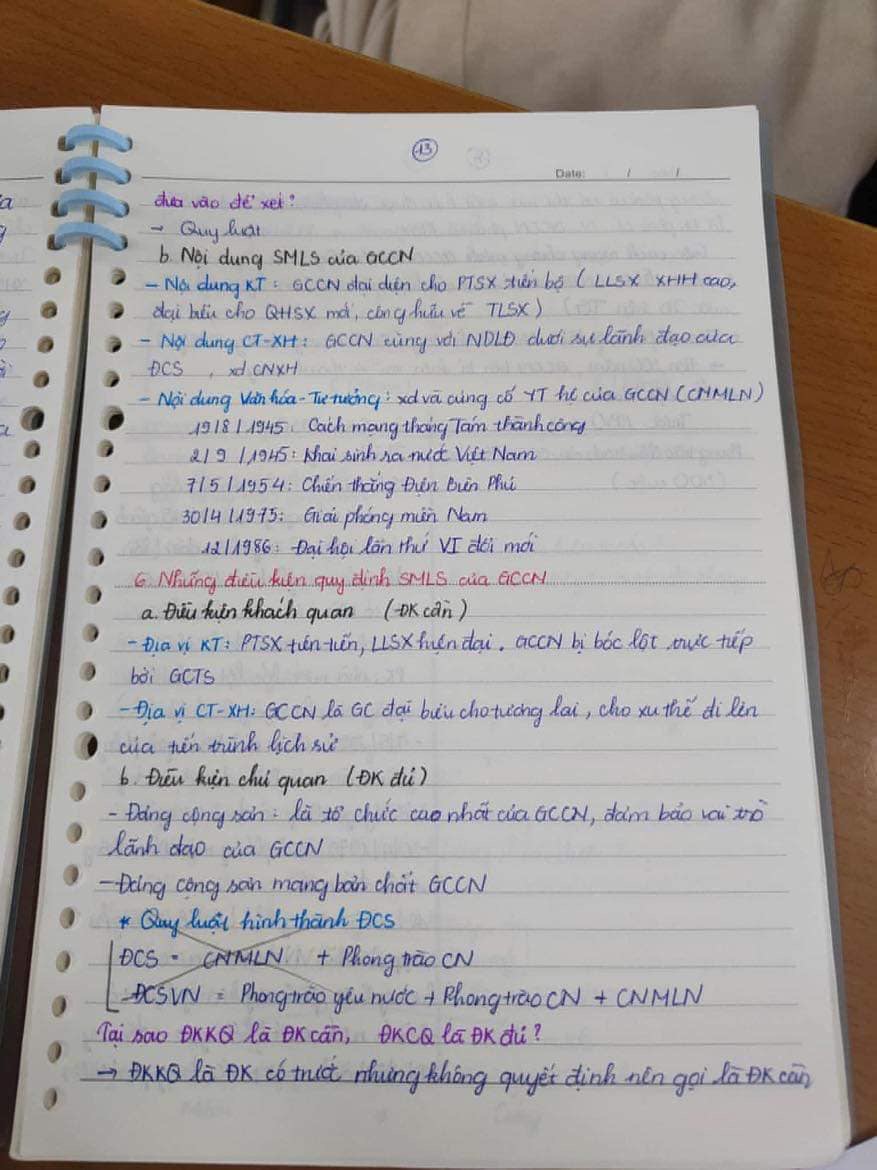 13
Date: / /
dựa vào để xét?
→ Quy luật
b. Nội dung SMLS của GCCN
- Nội dung KT: GCCN đại diện cho PTSX tiến bộ (LLSX XHH cao,
đại biểu cho QHSX mới, công hữu về TLSX)
- Nội dung CT-XH: GCCN cùng với NDLĐ dưới sự lãnh đạo của
ĐCS, xd CNXH
- Nội dung Văn hóa - Tư tưởng: xd và củng cố YT hệ của GCCN (CNMLN)
19/8/1945: Cách mạng tháng Tám thành công
2/9/1945: Khai sinh ra nước Việt Nam
7/5/1954: Chiến thắng Điện Biên Phủ
30/4/1975: Giải phóng miền Nam
12/1986: Đại hội lần thứ VI đổi mới
6. Những điều kiện quy định SMLS của GCCN
a. Điều kiện khách quan (ĐK cần)
- Địa vị KT: PTSX tiên tiến, LLSX hiện đại. GCCN bị bóc lột trực tiếp
bởi GCTS
- Địa vị CT-XH: GCCN là GC đại biểu cho tương lai, cho xu thế đi lên
của tiến trình lịch sử
b. Điều kiện chủ quan (ĐK đủ)
- Đảng cộng sản: là tổ chức cao nhất của GCCN, đảm bảo vai trò
lãnh đạo của GCCN
- Đảng cộng sản mang bản chất GCCN
* Quy luật hình thành ĐCS
ĐCS = CNMLN + Phong trào CN
ĐCSVN = Phong trào yêu nước + Phong trào CN + CNMLN
Tại sao ĐKKQ là ĐK cần, ĐKCQ là ĐK đủ?
→ ĐKKQ là ĐK có trước nhưng không quyết định nên gọi là ĐK cần